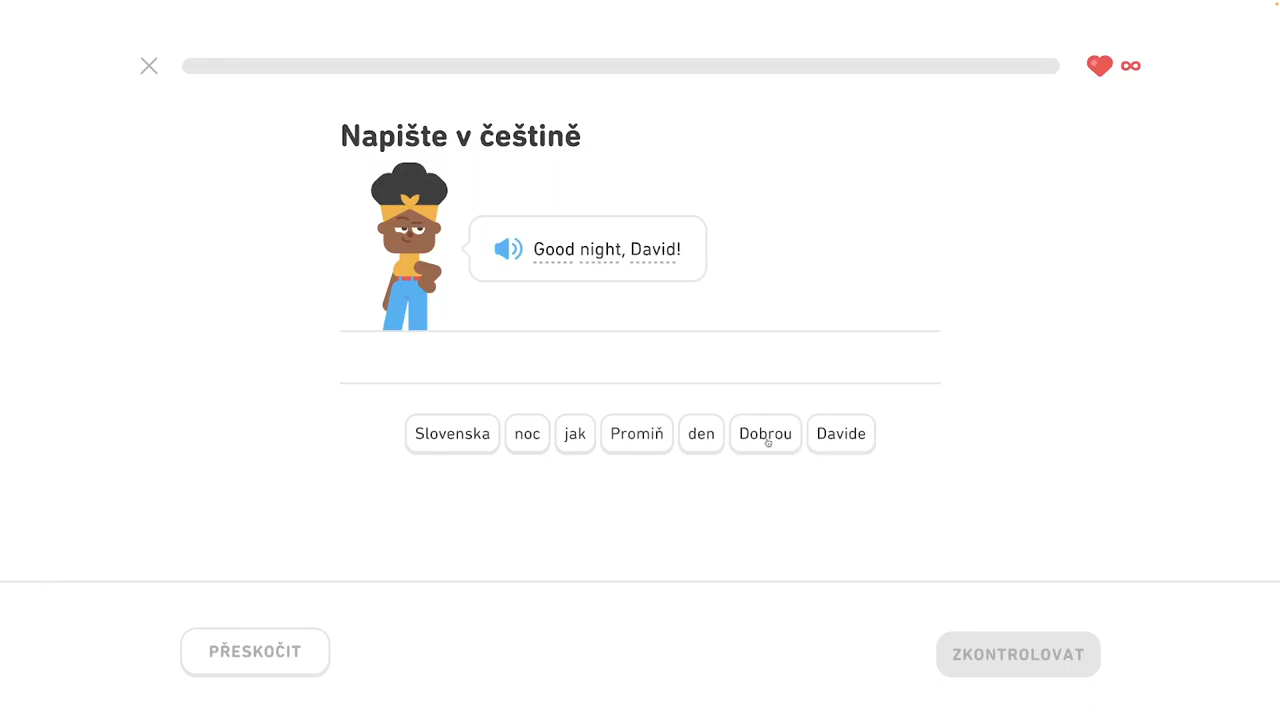 ∞
Napište v češtině
Good night, David!
Slovenska noc jak Promiň den Dobrou Davide
PŘESKOČIT
ZKONTROLOVAT